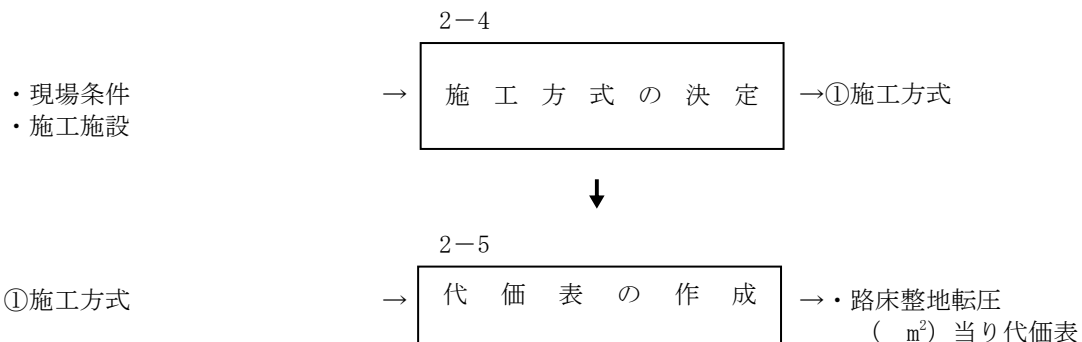 2－4
・現場条件 → 施工方式の決定 →①施工方式
・施工施設
↓
2－5
①施工方式 → 代価表の作成 →・路床整地転圧
( m²) 当り代価表